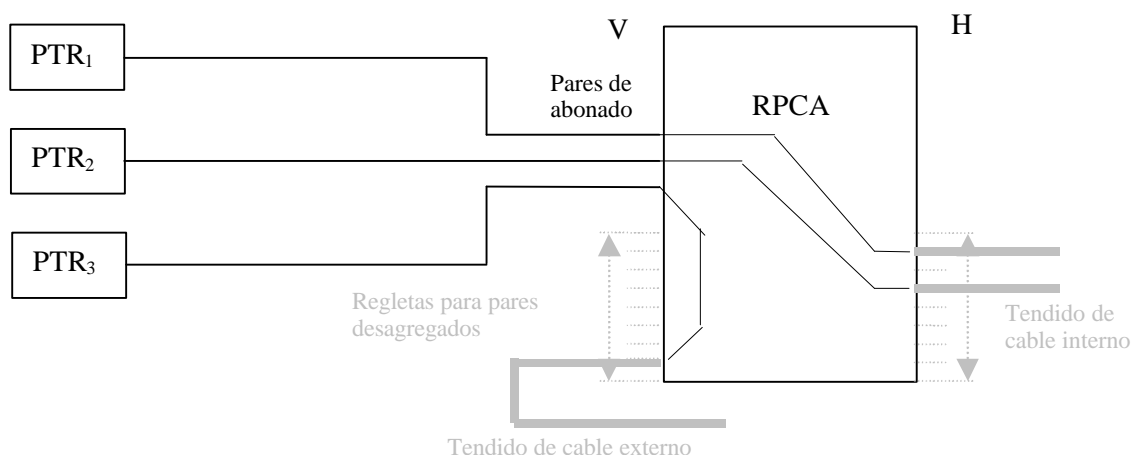 V
H
PTR₁
Pares de
abonado
RPCA
PTR₂
PTR₃
Regletas para pares
desagregados
Tendido de
cable interno
Tendido de cable externo